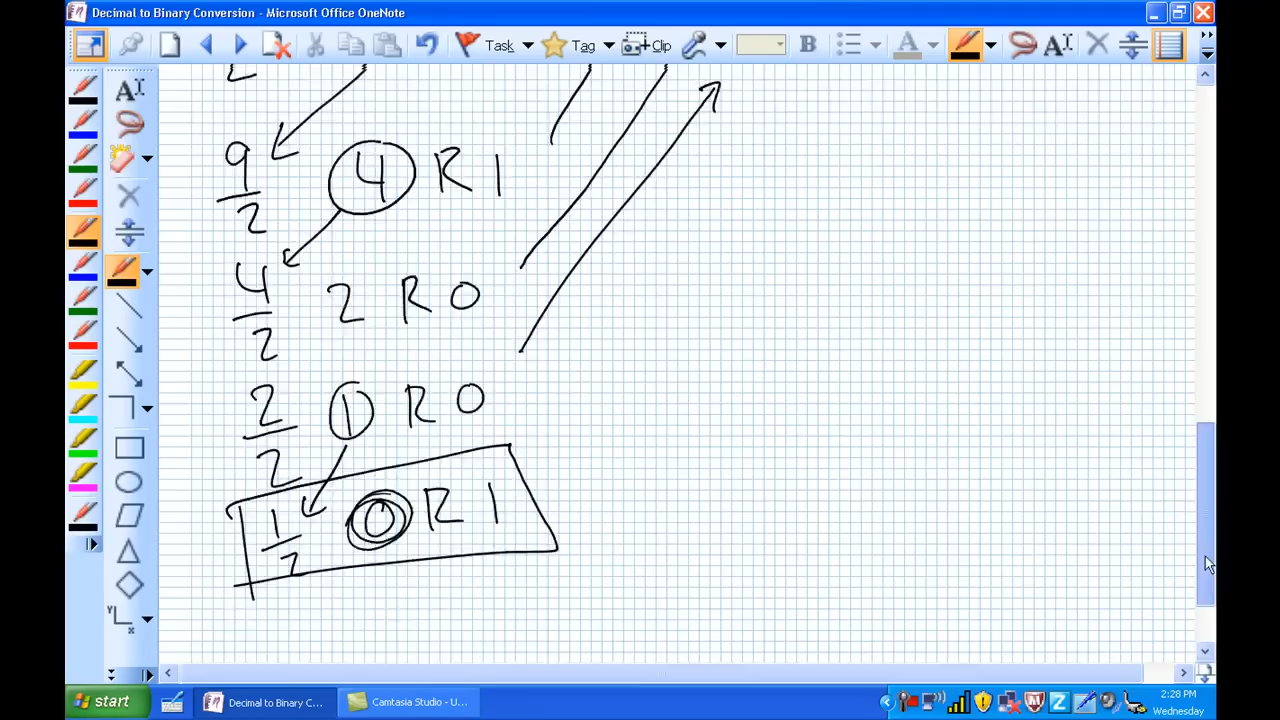 Decimal to Binary Conversion - Microsoft Office OneNote
Task Tag Clip B A
2
9/2 4 R 1
4/2 2 R 0
2/2 1 R 0
1/2 0 R 1
start Decimal to Binary C... Camtasia Studio - U... 2:28 PM
Wednesday